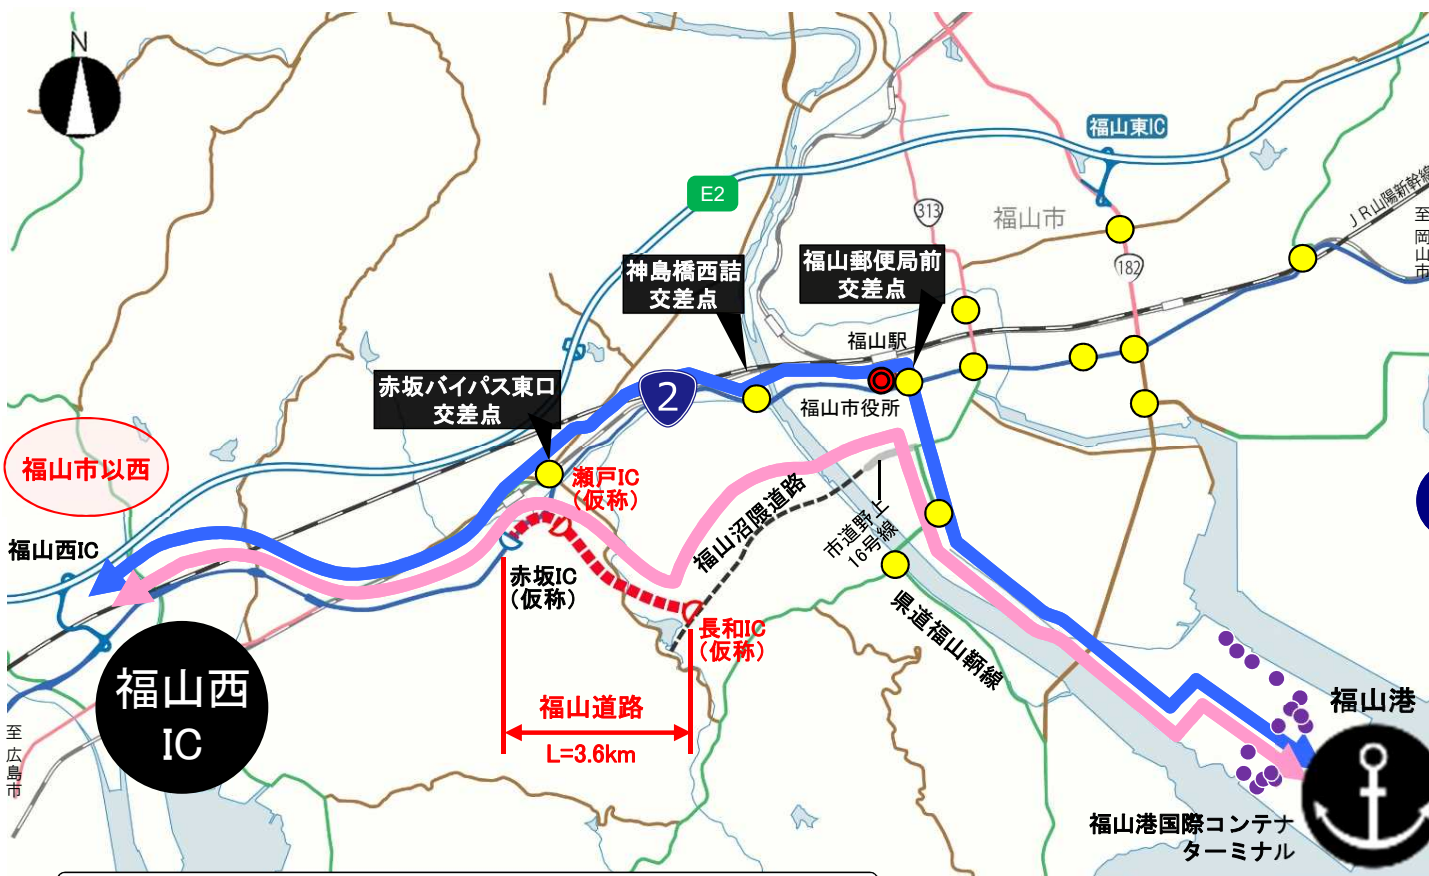 N
福山東IC
E2
313
福山市
JR山陽新幹線
至
岡
山
市
182
神島橋西詰
交差点
福山郵便局前
交差点
福山駅
赤坂バイパス東口
交差点
2
福山市役所
福山市以西
瀬戸IC
(仮称)
福山沼隈道路
市道野上
16号線
福山西IC
赤坂IC
(仮称)
県道福山鞆線
長和IC
(仮称)
福山西
IC
福山道路
L=3.6km
福山港
至
広
島
市
福山港国際コンテナ
ターミナル